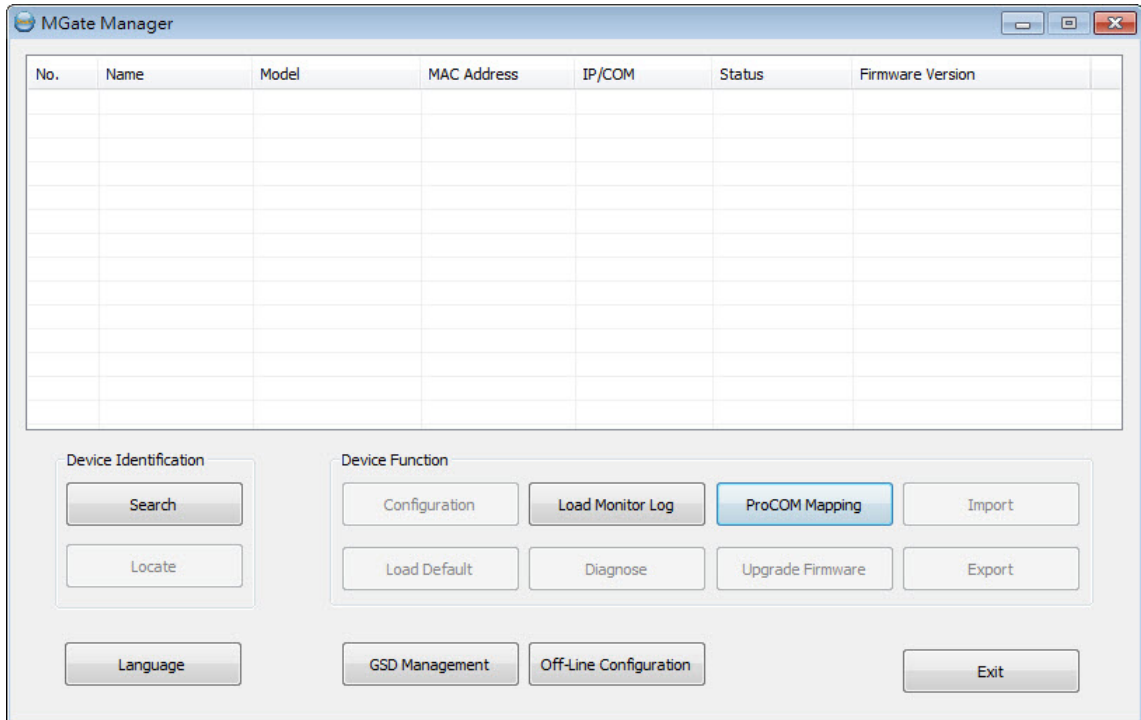 MGate Manager
No. Name Model MAC Address IP/COM Status Firmware Version
Device Identification Device Function
Search Configuration Load Monitor Log ProCOM Mapping Import
Locate Load Default Diagnose Upgrade Firmware Export
Language GSD Management Off-Line Configuration Exit